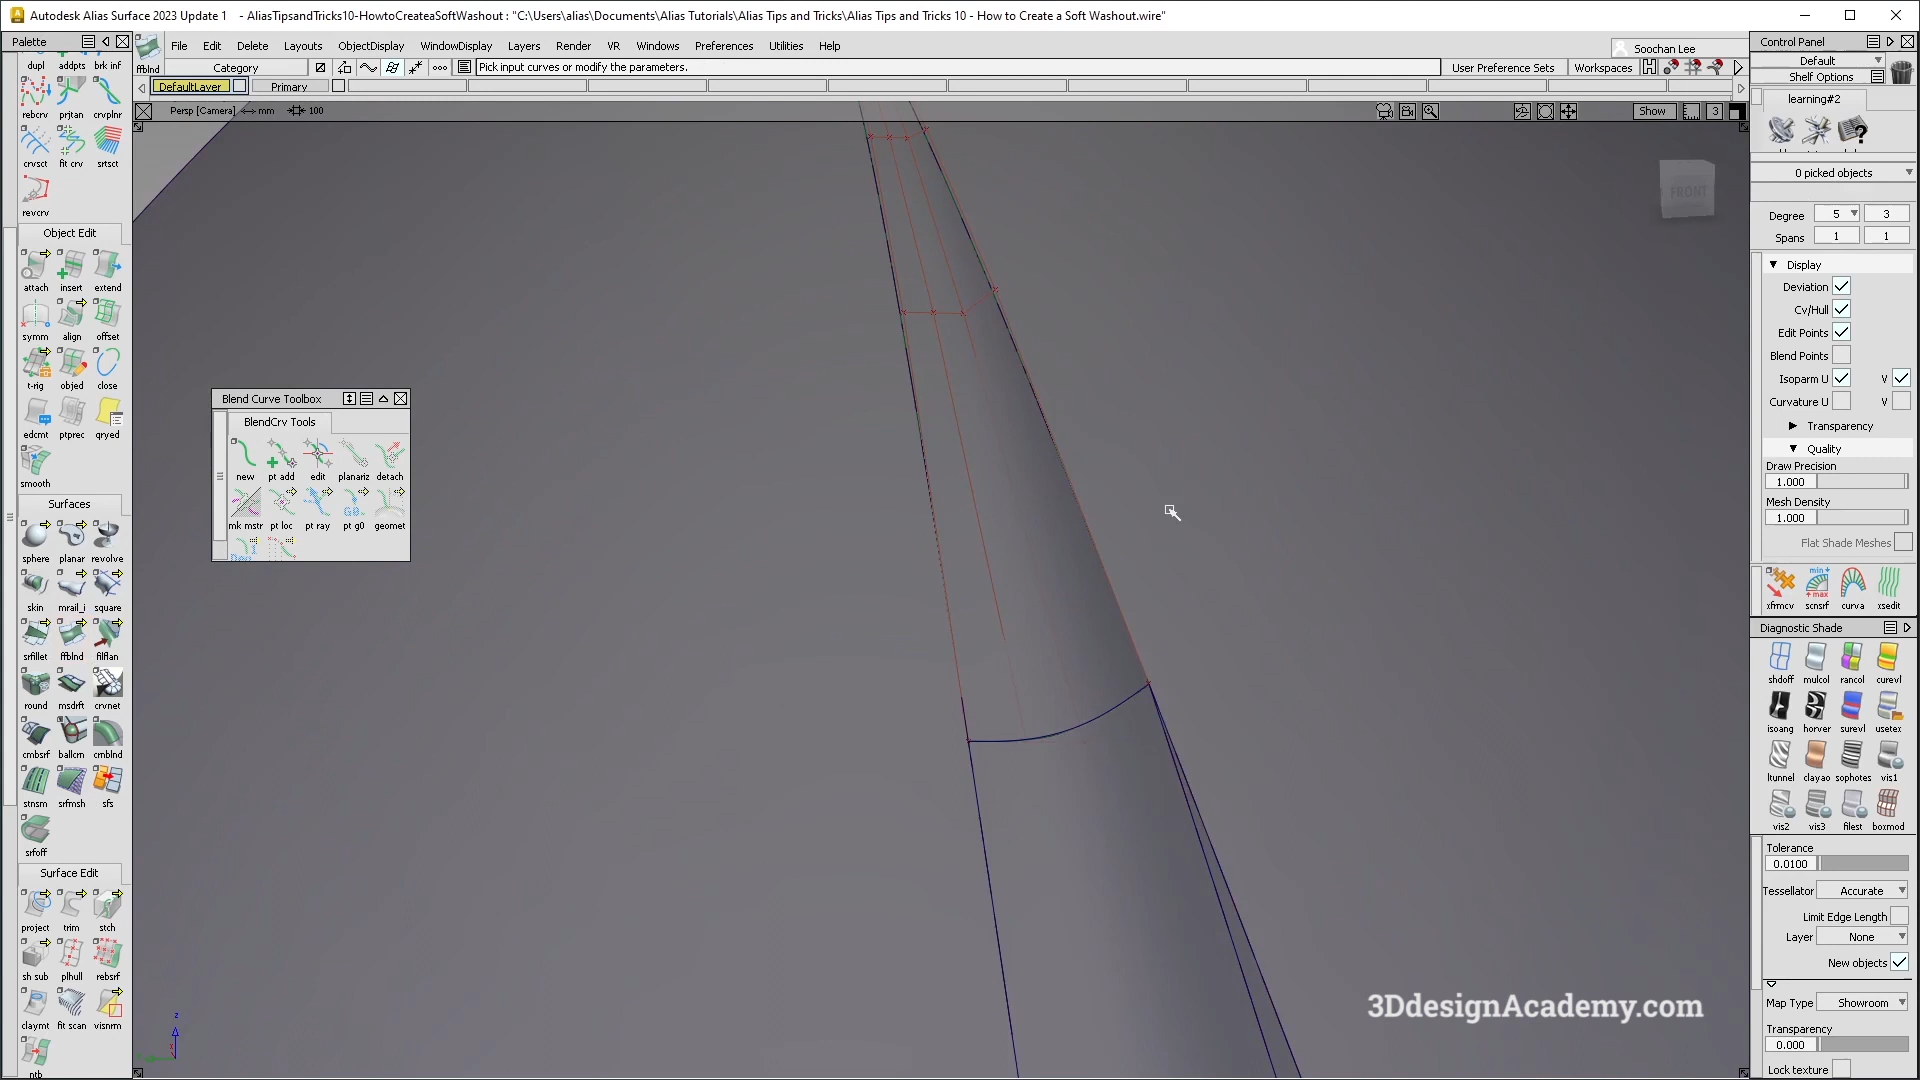 Autodesk Alias Surface 2023 Update 1 - AliasTipsandTricks10-HowtoCreateaSoftWashout : "C:\Users\alias\Documents\Alias Tutorials\Alias Tips and Tricks\Alias Tips and Tricks 10 - How to Create a Soft Washout.wire"
Palette
File Edit Delete Layouts ObjectDisplay WindowDisplay Layers Render VR Windows Preferences Utilities Help
Soochan Lee
ffblnd Category Pick input curves or modify the parameters. User Preference Sets Workspaces
DefaultLayer Primary
Persp [Camera] mm 100 Show 3
dupl addpts brk inf
rebcrv prjtan crvplnr
crvsct fit crv srtsct
revcrv
Object Edit
attach insert extend
symm align offset
t-rig objed close
edcmt ptprec qryed
smooth
Surfaces
sphere planar revolve
skin mrail_i square
srfillet ffblnd filflan
round msdrft crvnet
cmbsrf ballcrn crnblnd
stnsm srfmsh sfs
srfoff
Surface Edit
project trim stch
sh sub plhull rebsrf
claymt fit scan visnrm
ntb
Blend Curve Toolbox
BlendCrv Tools
new pt add edit planariz detach
mk mstr pt loc pt ray pt g0 geomet
FRONT
z
3DdesignAcademy.com
Control Panel
Default
Shelf Options
learning#2
0 picked objects
Degree 5 3
Spans 1 1
Display
Deviation
Cv/Hull
Edit Points
Blend Points
Isoparm U V
Curvature U V
Transparency
Quality
Draw Precision
1.000
Mesh Density
1.000
Flat Shade Meshes
xfrmcv scnsrf curva xsedit
Diagnostic Shade
shdoff mulcol rancol curevl
isoang horver surevl usetex
ltunnel clayao sophotes vis1
vis2 vis3 filest boxmod
Tolerance
0.0100
Tessellator Accurate
Limit Edge Length
Layer None
New objects
Map Type Showroom
Transparency
0.000
Lock texture